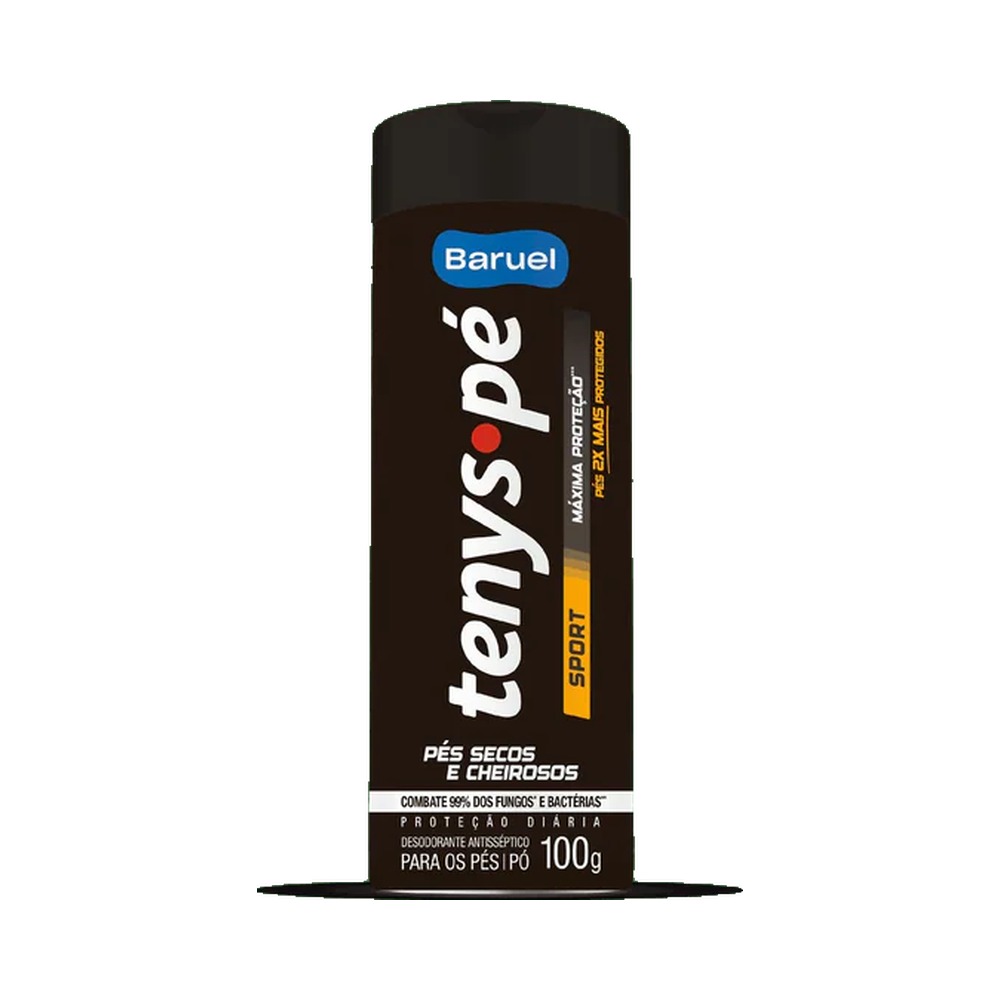 Baruel
tenys pé
MÁXIMA PROTEÇÃO***
PÉS 2X MAIS PROTEGIDOS
SPORT
PÉS SECOS
E CHEIROSOS
COMBATE 99% DOS FUNGOS* E BACTÉRIAS**
PROTEÇÃO DIÁRIA
DESODORANTE ANTISSÉPTICO
PARA OS PÉS | PÓ 100g